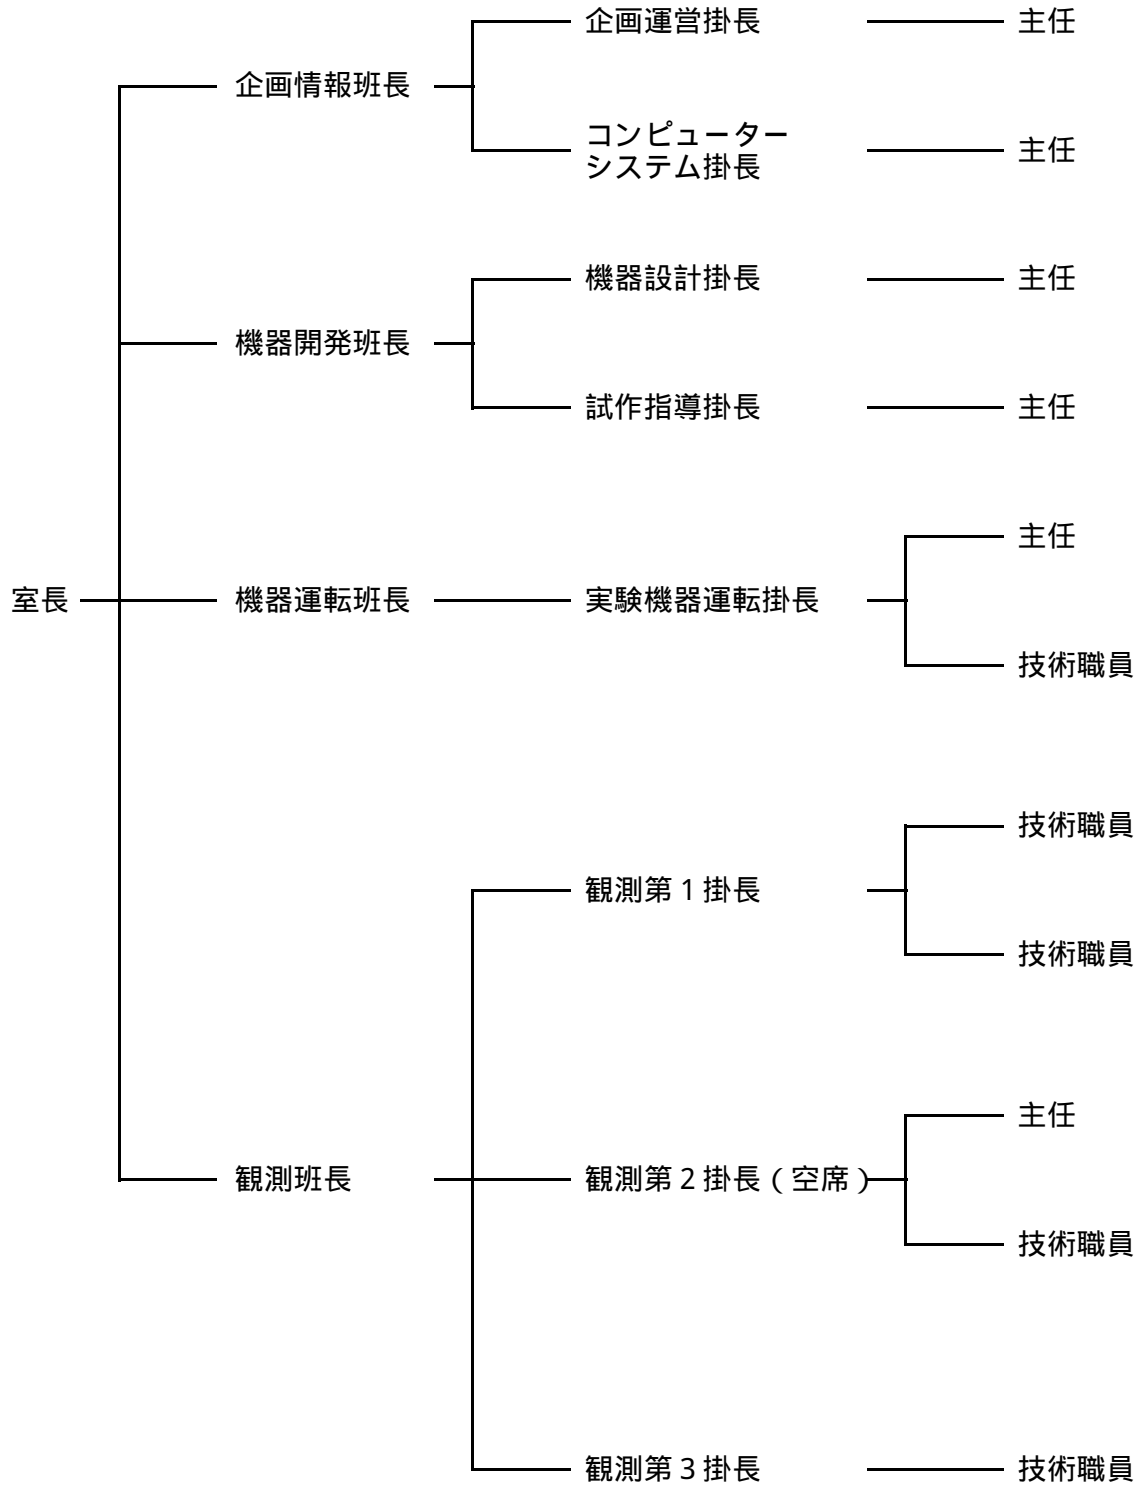 企画運営掛長 主任
企画情報班長
コンピューター
システム掛長 主任
機器設計掛長 主任
機器開発班長
試作指導掛長 主任
主任
室長 機器運転班長 実験機器運転掛長
技術職員
技術職員
観測第1掛長
技術職員
主任
観測班長 観測第2掛長(空席)
技術職員
観測第3掛長 技術職員